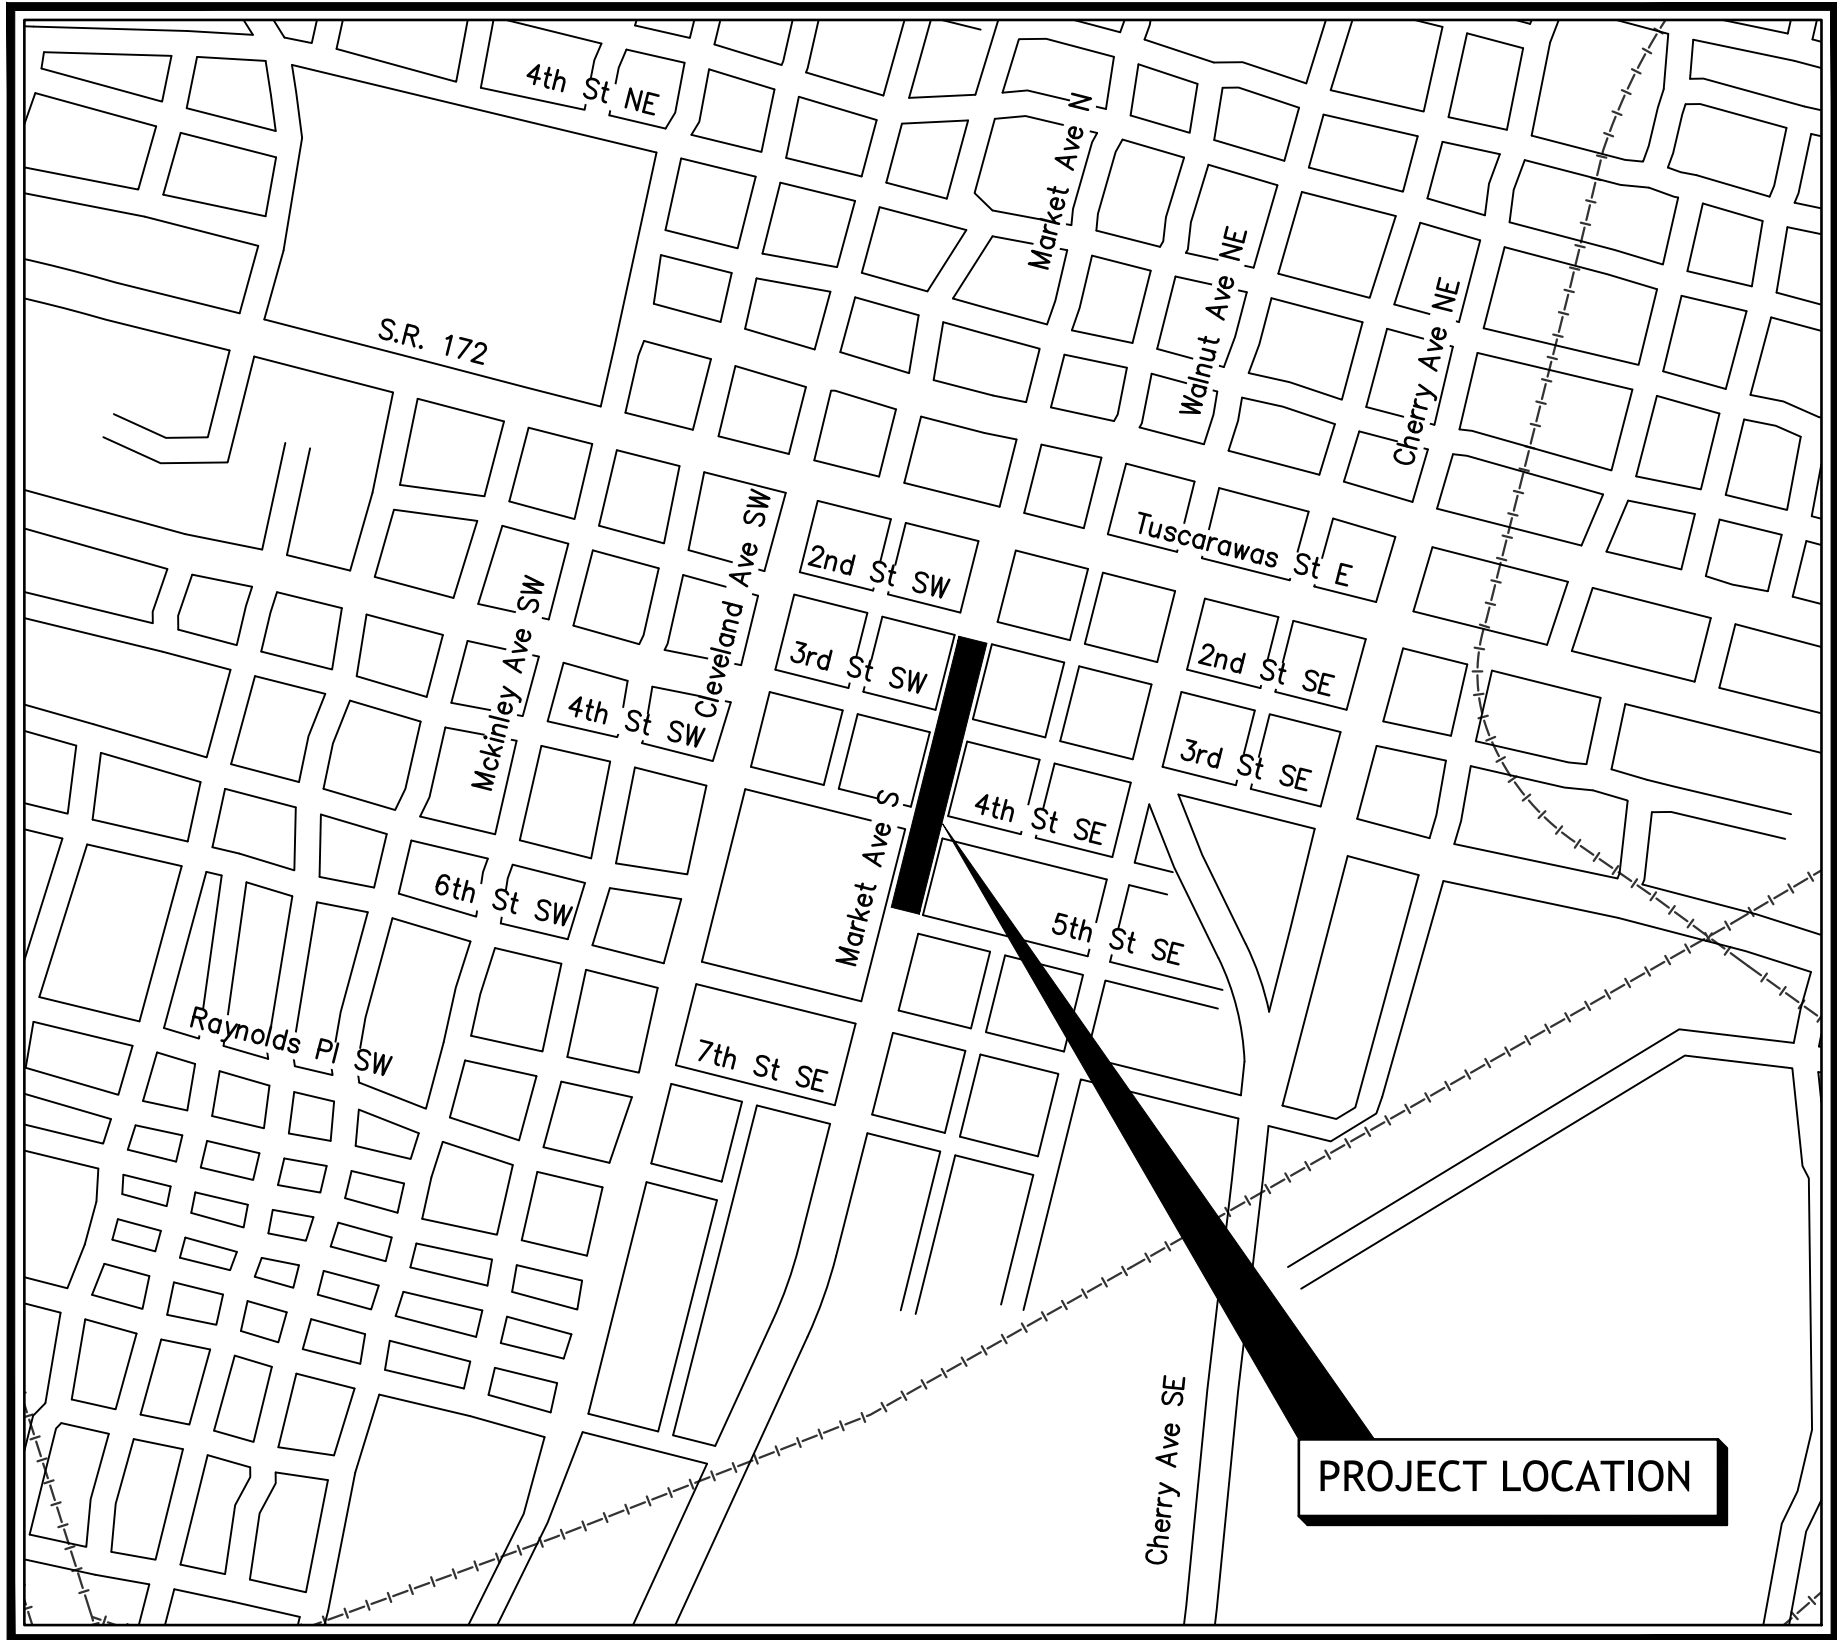 4th St NE
Market Ave N
Walnut Ave NE
Cherry Ave NE
S.R. 172
Tuscarawas St E
Cleveland Ave SW
2nd St SW
Mckinley Ave SW
3rd St SW
2nd St SE
4th St SW
3rd St SE
Market Ave S
4th St SE
6th St SW
5th St SE
Raynolds Pl SW
7th St SE
Cherry Ave SE
PROJECT LOCATION